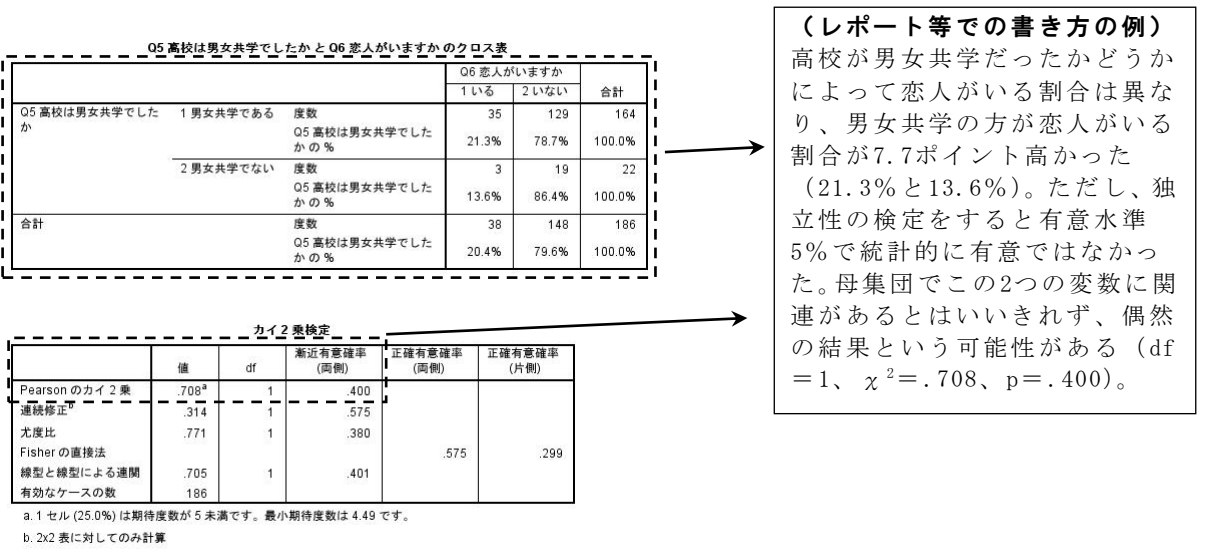 Q5 高校は男女共学でしたか と Q6 恋人がいますか のクロス表
Q6 恋人がいますか
1 いる 2 いない 合計
Q5 高校は男女共学でした
か
1 男女共学である 度数 35 129 164
Q5 高校は男女共学でした
か の % 21.3% 78.7% 100.0%
2 男女共学でない 度数 3 19 22
Q5 高校は男女共学でした
か の % 13.6% 86.4% 100.0%
合計 度数 38 148 186
Q5 高校は男女共学でした
か の % 20.4% 79.6% 100.0%
カイ 2 乗検定
値 df 漸近有意確率
(両側) 正確有意確率
(両側) 正確有意確率
(片側)
Pearson のカイ 2 乗 .708a 1 .400
連続修正b .314 1 .575
尤度比 .771 1 .380
Fisher の直接法 .575 .299
線型と線型による連関 .705 1 .401
有効なケースの数 186
a. 1 セル (25.0%) は期待度数が 5 未満です。最小期待度数は 4.49 です。
b. 2x2 表に対してのみ計算
（レポート等での書き方の例）
高校が男女共学だったかどうか
によって恋人がいる割合は異な
り、男女共学の方が恋人がいる
割合が7.7ポイント高かった
（21.3％と13.6％）。ただし、独
立性の検定をすると有意水準
5％で統計的に有意ではなかっ
た。母集団でこの2つの変数に関
連があるとはいいきれず、偶然
の結果という可能性がある（df
＝1、χ²＝.708、p＝.400）。